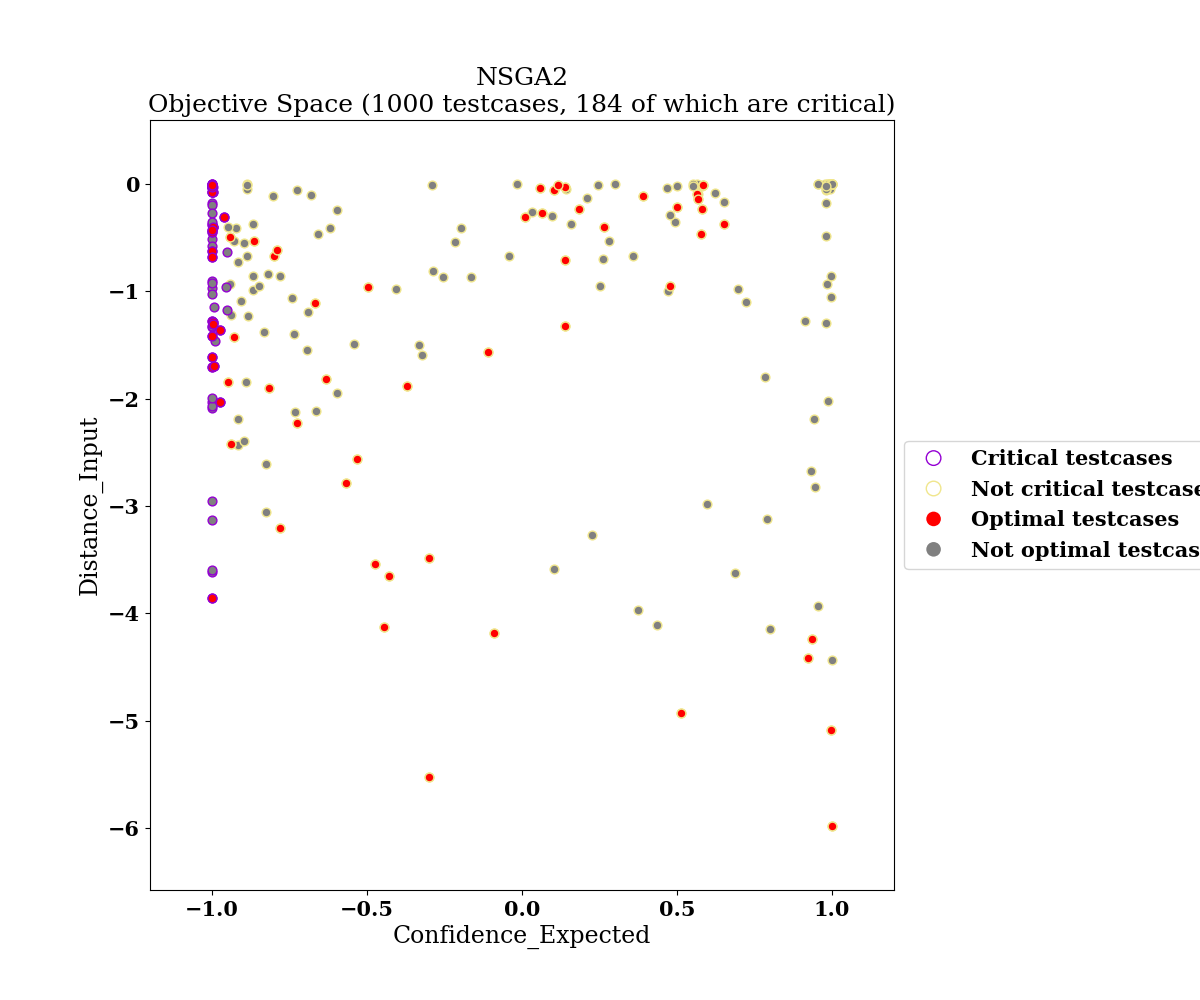 NSGA2
Objective Space (1000 testcases, 184 of which are critical)
0
−1
−2
−3
−4
−5
−6
Distance_Input
−1.0
−0.5
0.0
0.5
1.0
Confidence_Expected
Critical testcases
Not critical testcase
Optimal testcases
Not optimal testcas